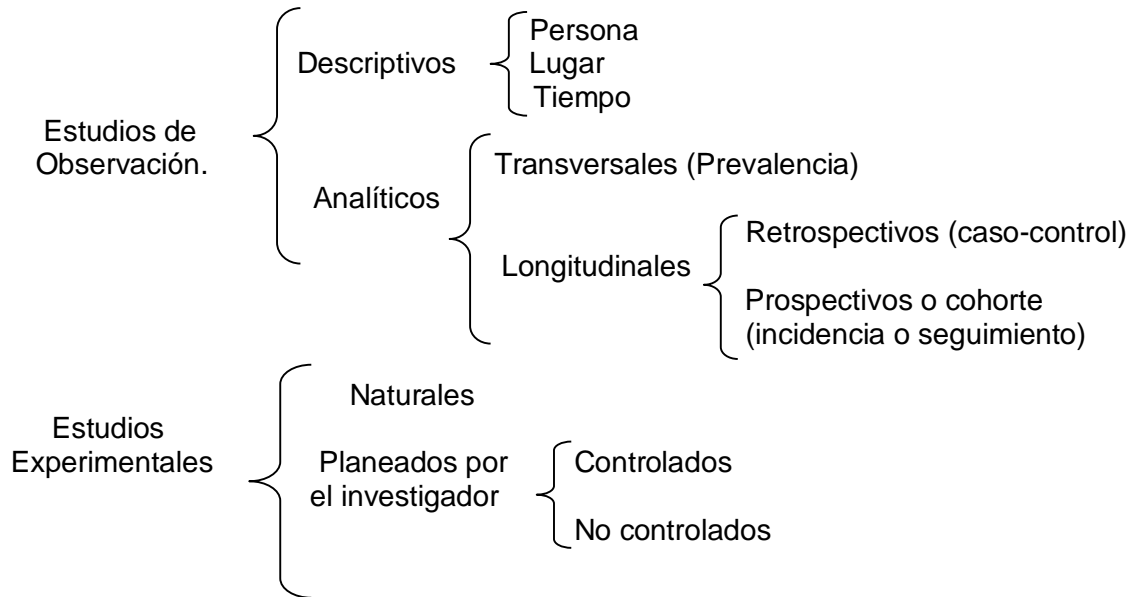 Estudios de
Observación.
Descriptivos
Persona
Lugar
Tiempo
Analíticos
Transversales (Prevalencia)
Longitudinales
Retrospectivos (caso-control)
Prospectivos o cohorte
(incidencia o seguimiento)
Estudios
Experimentales
Naturales
Planeados por
el investigador
Controlados
No controlados